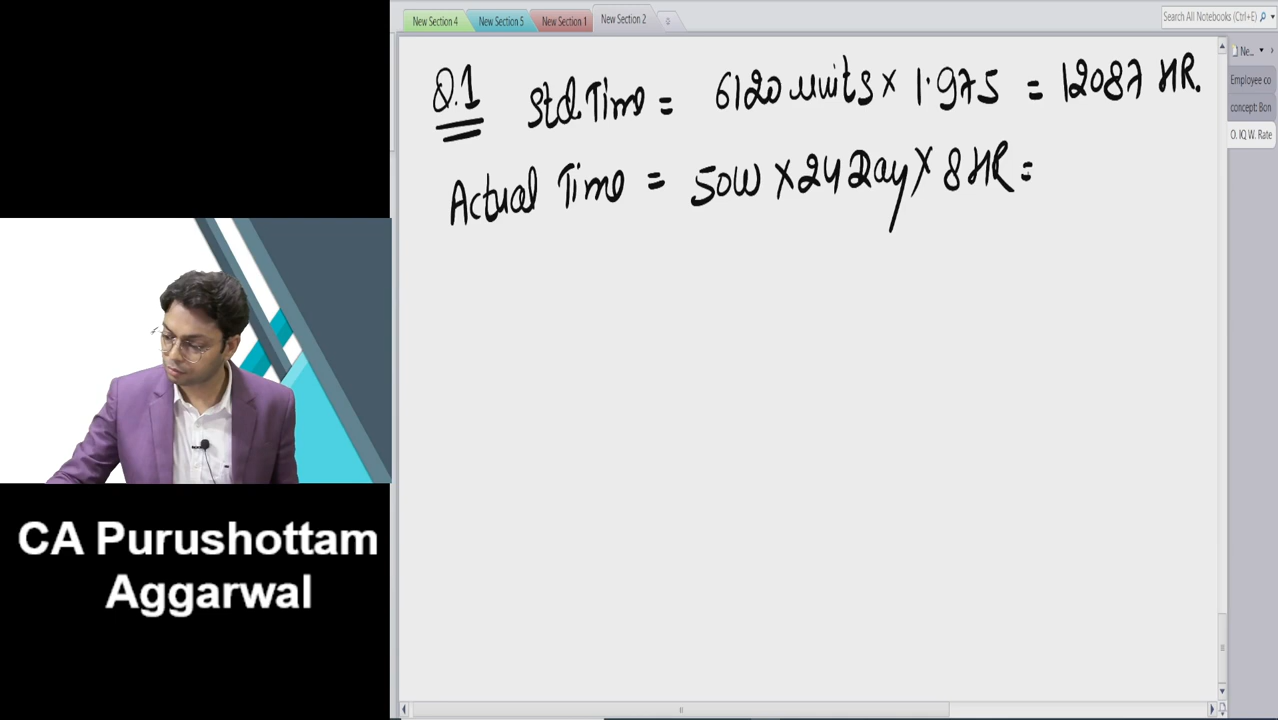 New Section 4 New Section 5 New Section 1 New Section 2
Search All Notebooks (Ctrl+E)
Ne...
Employee co
concept: Bon
O. IQ W. Rate
Q.1 Std.Time = 6120 units × 1.975 = 12087 HR.
Actual Time = 50W × 24 Day × 8 HR =
CA Purushottam
Aggarwal